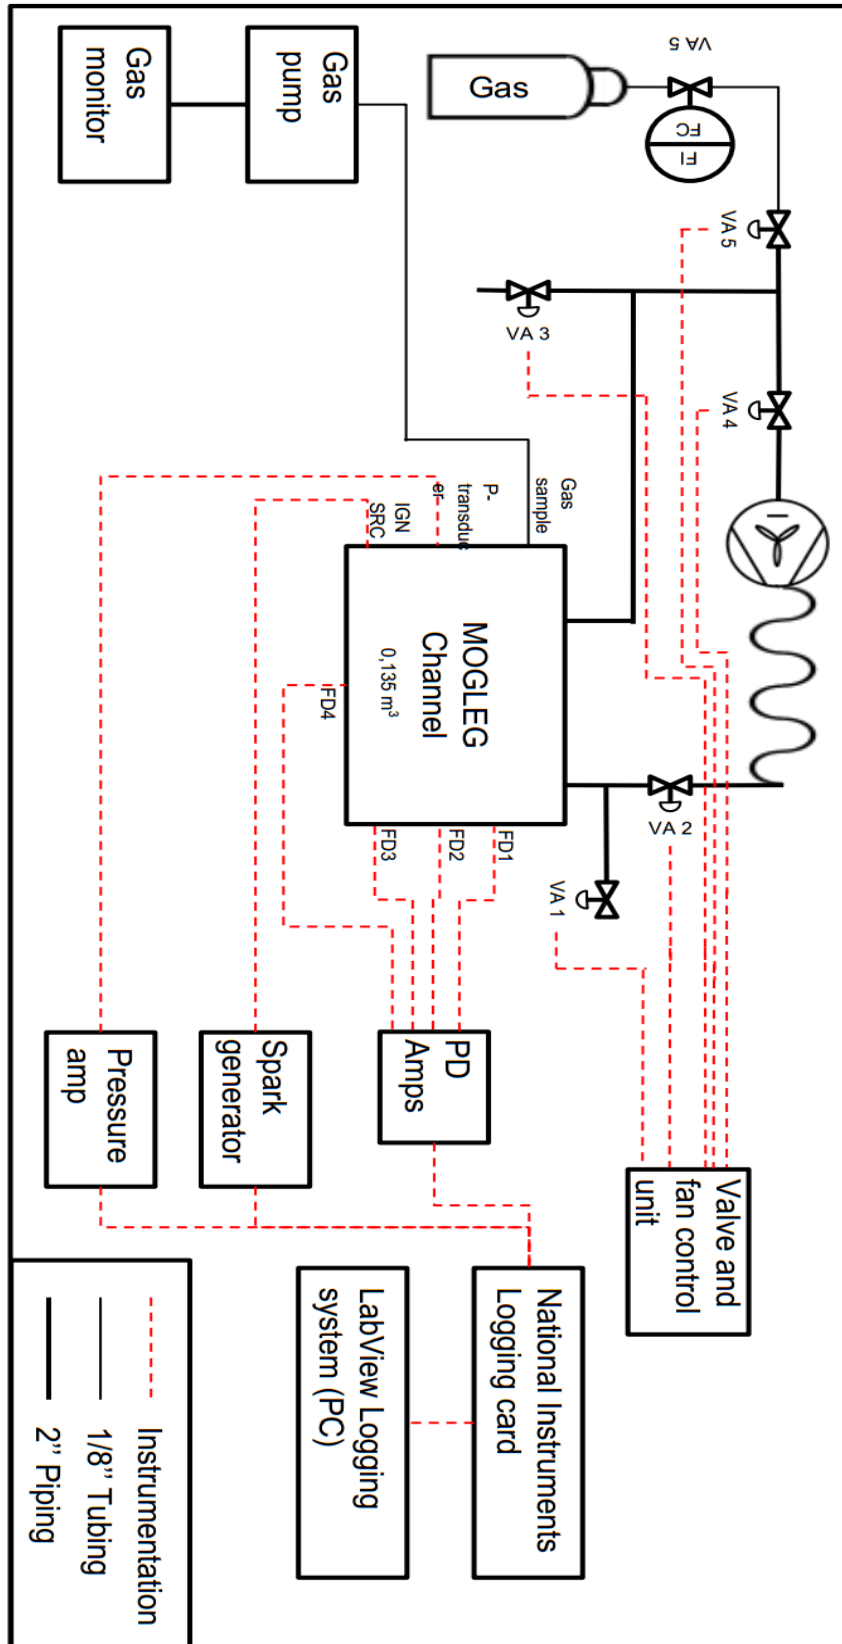 Gas
monitor
Gas
pump
Gas
VA 5
FC
FI
VA 5
VA 3
VA 4
Gas
sample
P-
transduc
er
IGN
SRC
MOGLEG
Channel
0,135 m³
FD4
FD3
FD2
FD1
VA 2
VA 1
Pressure
amp
Spark
generator
PD
Amps
Valve and
fan control
unit
National Instruments
Logging card
LabView Logging
system (PC)
Instrumentation
1/8’’ Tubing
2’’ Piping